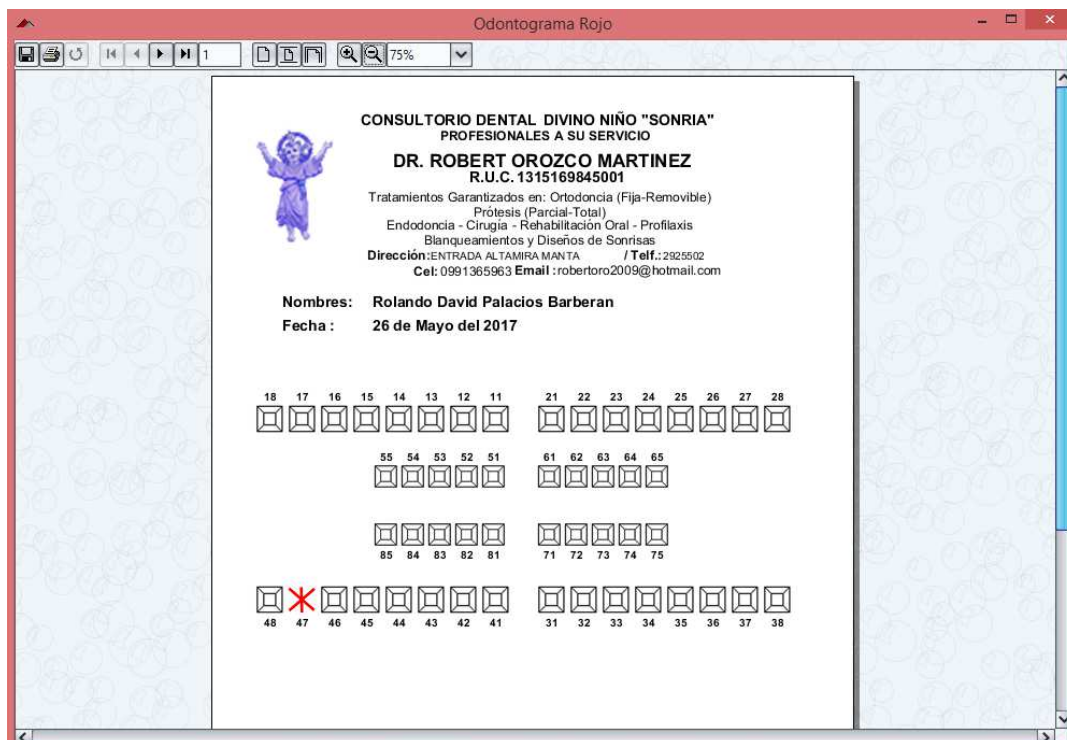 Odontograma Rojo
1
75%
CONSULTORIO DENTAL DIVINO NIÑO "SONRIA"
PROFESIONALES A SU SERVICIO
DR. ROBERT OROZCO MARTINEZ
R.U.C. 1315169845001
Tratamientos Garantizados en: Ortodoncia (Fija-Removible)
Prótesis (Parcial-Total)
Endodoncia - Cirugía - Rehabilitación Oral - Profilaxis
Blanqueamientos y Diseños de Sonrisas
Dirección:ENTRADA ALTAMIRA MANTA / Telf.: 2925502
Cel: 0991365963 Email :robertoro2009@hotmail.com
Nombres: Rolando David Palacios Barberan
Fecha : 26 de Mayo del 2017
18 17 16 15 14 13 12 11 21 22 23 24 25 26 27 28
55 54 53 52 51 61 62 63 64 65
85 84 83 82 81 71 72 73 74 75
48 47 46 45 44 43 42 41 31 32 33 34 35 36 37 38